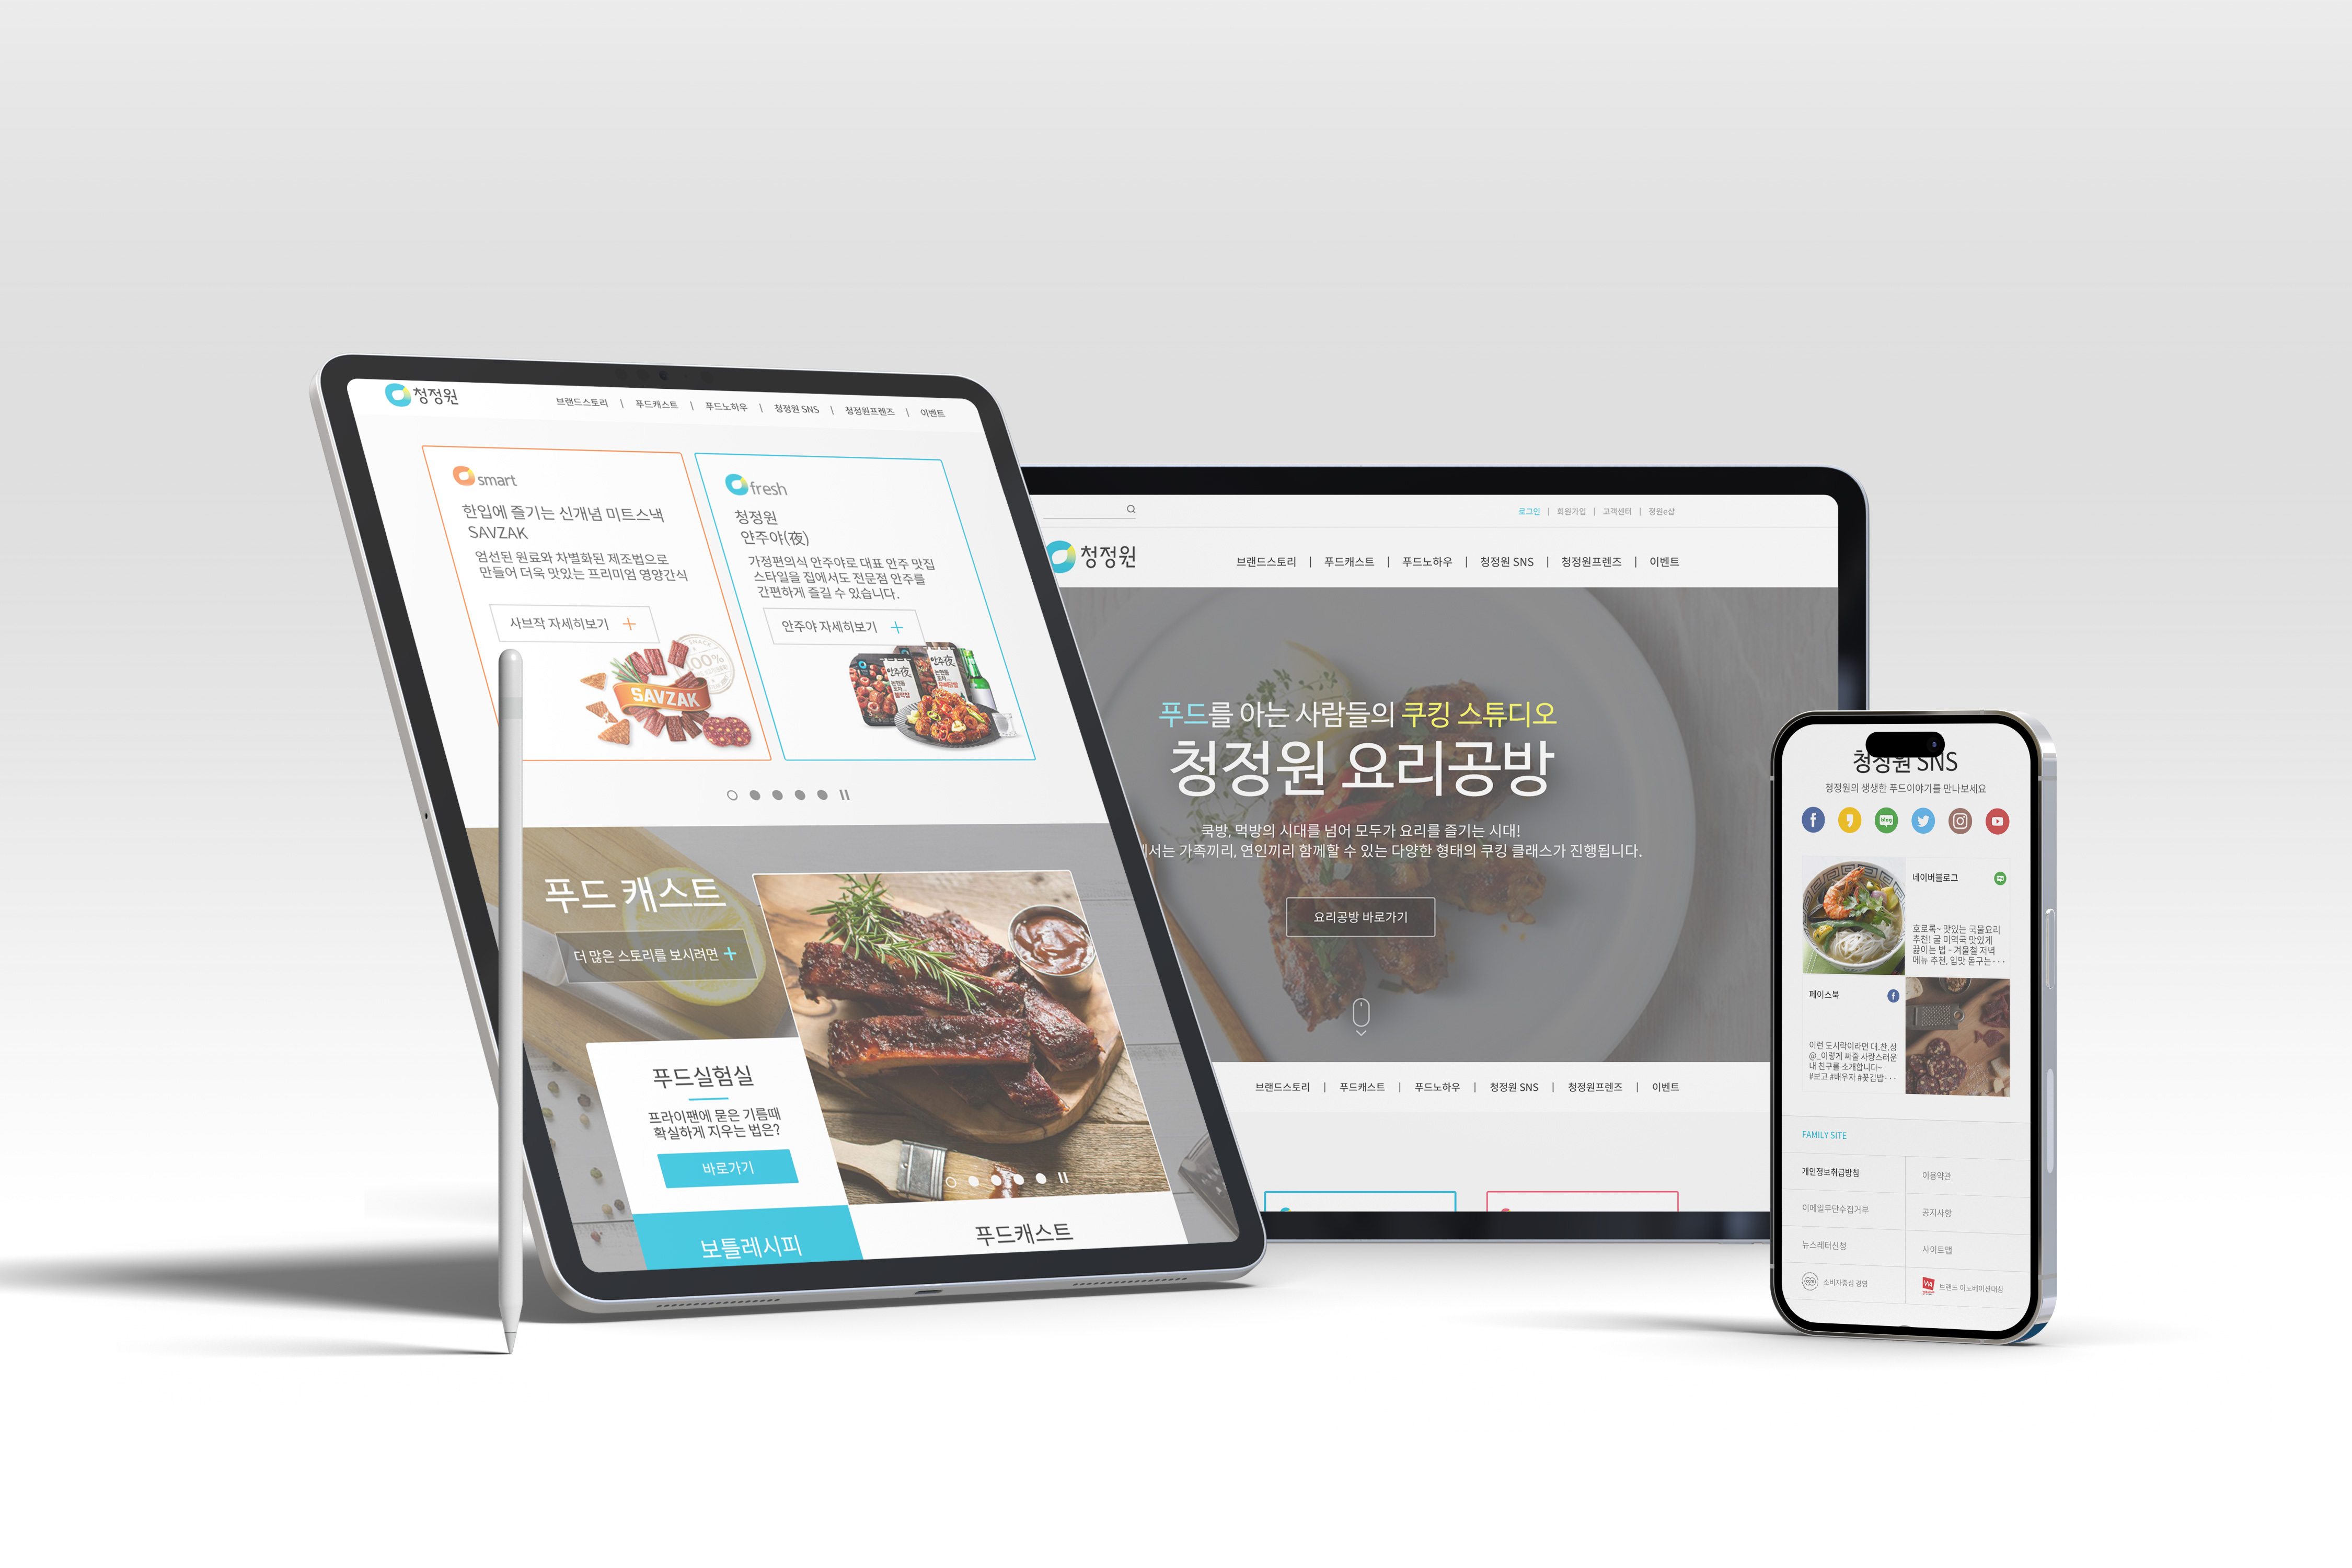 청정원
브랜드스토리 | 푸드캐스트 | 푸드노하우 | 청정원 SNS | 청정원프렌즈 | 이벤트
smart
한입에 즐기는 신개념 미트스낵
SAVZAK
엄선된 원료와 차별화된 제조법으로
만들어 더욱 맛있는 프리미엄 영양간식
사브작 자세히보기 +
SAVZAK
fresh
청정원
안주야(夜)
가정편의식 안주야로 대표 안주 맛집
스타일을 집에서도 전문점 안주를
간편하게 즐길 수 있습니다.
안주야 자세히보기 +
안주夜
안주夜
푸드 캐스트
더 많은 스토리를 보시려면 +
푸드실험실
프라이팬에 묻은 기름때
확실하게 지우는 법은?
바로가기
보틀레시피
푸드캐스트
로그인 | 회원가입 | 고객센터 | 정원e샵
청정원
브랜드스토리 | 푸드캐스트 | 푸드노하우 | 청정원 SNS | 청정원프렌즈 | 이벤트
푸드를 아는 사람들의 쿠킹 스튜디오
청정원 요리공방
쿡방, 먹방의 시대를 넘어 모두가 요리를 즐기는 시대!
서는 가족끼리, 연인끼리 함께할 수 있는 다양한 형태의 쿠킹 클래스가 진행됩니다.
요리공방 바로가기
브랜드스토리 | 푸드캐스트 | 푸드노하우 | 청정원 SNS | 청정원프렌즈 | 이벤트
청정원 SNS
청정원의 생생한 푸드이야기를 만나보세요
blog
네이버블로그
호로록~ 맛있는 국물요리
추천! 굴 미역국 맛있게
끓이는 법 - 겨울철 저녁
메뉴 추천, 입맛 돋구는···
페이스북
이런 도시락이라면 대.찬.성
@_이렇게 싸줄 사랑스러운
내 친구를 소개합니다~
#보고 #배우자 #꽃김밥···
FAMILY SITE
개인정보취급방침
이용약관
이메일무단수집거부
공지사항
뉴스레터신청
사이트맵
소비자중심 경영
브랜드 이노베이션대상